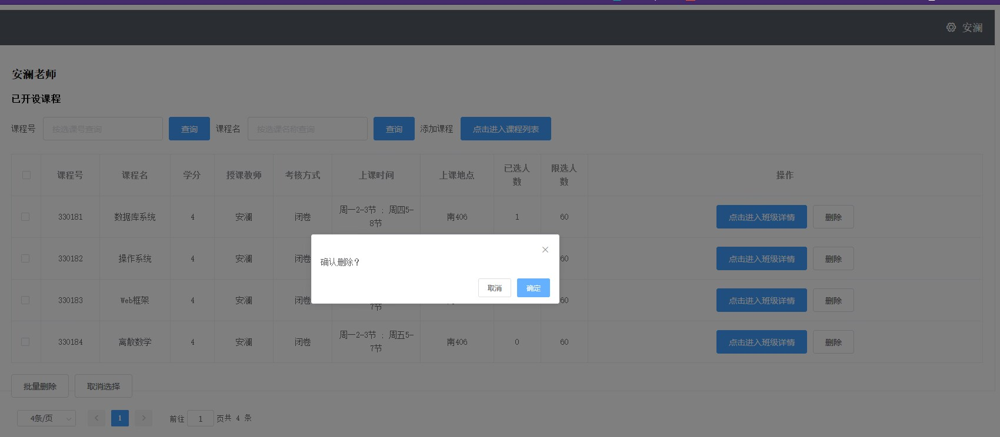 安澜
安澜老师
已开设课程
课程号 按选课号查询 查询 课程名 按选课名称查询 查询 添加课程 点击进入课程列表
课程号 课程名 学分 授课教师 考核方式 上课时间 上课地点 已选人数 限选人数 操作
330181 数据库系统 4 安澜 闭卷 周一2-3节 ; 周四5-8节 南406 1 60 点击进入班级详情 删除
330182 操作系统 4 安澜 闭卷 60 点击进入班级详情 删除
确认删除？
取消 确定
330183 Web框架 4 安澜 闭卷 7节 60 点击进入班级详情 删除
330184 离散数学 4 安澜 闭卷 周一2-3节 ; 周五5-7节 南406 0 60 点击进入班级详情 删除
批量删除 取消选择
4条/页 1 前往 1 页共 4 条